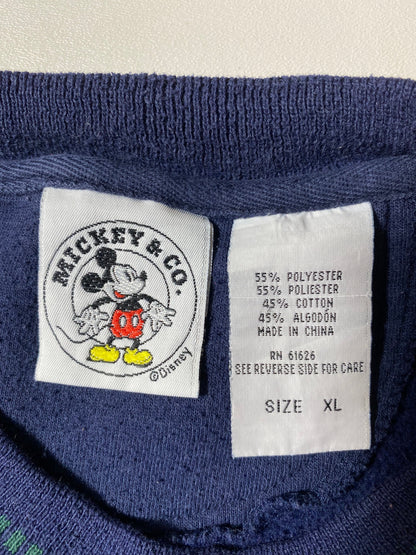 MICKEY & CO.
©Disney
55% POLYESTER
55% POLIESTER
45% COTTON
45% ALGODÓN
MADE IN CHINA
RN 61626
SEE REVERSE SIDE FOR CARE
SIZE XL